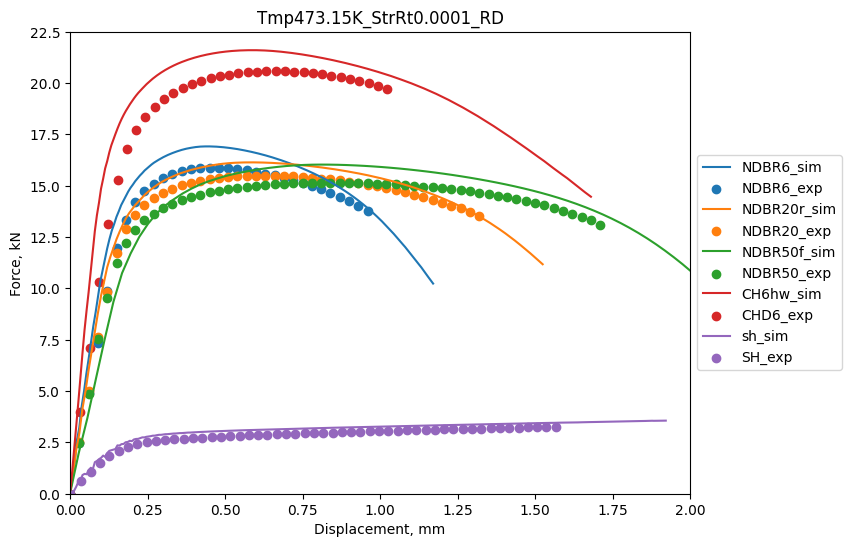 Tmp473.15K_StrRt0.0001_RD
Force, kN
22.5
20.0
17.5
15.0
12.5
10.0
7.5
5.0
2.5
0.0
0.00 0.25 0.50 0.75 1.00 1.25 1.50 1.75 2.00
Displacement, mm
NDBR6_sim
NDBR6_exp
NDBR20r_sim
NDBR20_exp
NDBR50f_sim
NDBR50_exp
CH6hw_sim
CHD6_exp
sh_sim
SH_exp